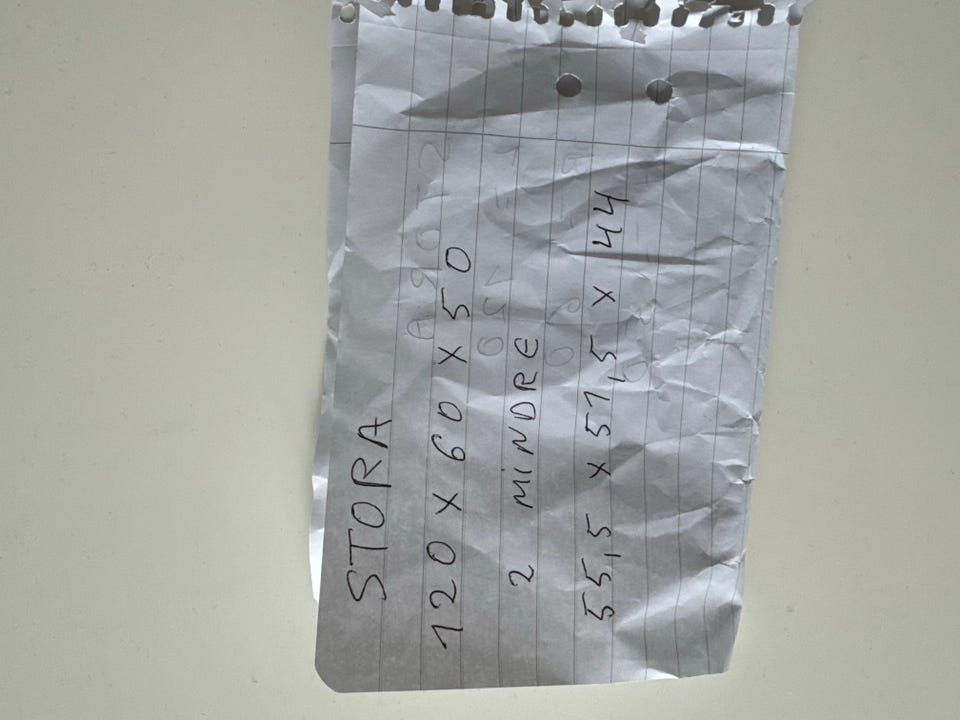 STORA
120 x 60 x 50
2 MiNDRE
55,5 x 51,5 x 44